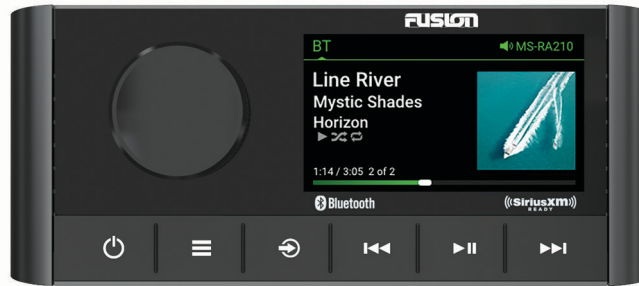 FUSION
BT
MS-RA210
Line River
Mystic Shades
Horizon
1:14 / 3:05 2 of 2
Bluetooth
((SiriusXM))
READY